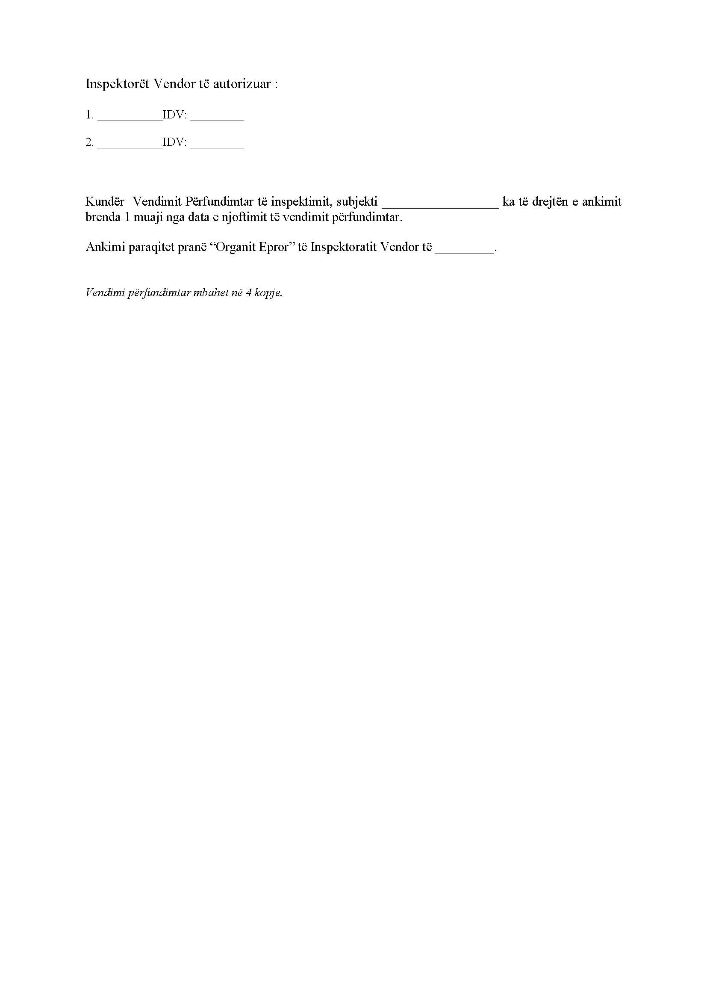 Inspektorët Vendor të autorizuar :
1. ___________IDV: _________
2. ___________IDV: _________
Kundër  Vendimit Përfundimtar të inspektimit, subjekti __________________ ka të drejtën e ankimit
brenda 1 muaji nga data e njoftimit të vendimit përfundimtar.
Ankimi paraqitet pranë “Organit Epror” të Inspektoratit Vendor të _________.
Vendimi përfundimtar mbahet në 4 kopje.